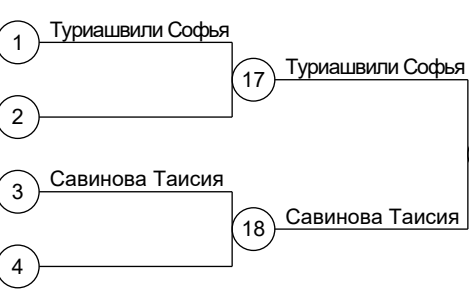 1 Туриашвили Софья
17 Туриашвили Софья
2
3 Савинова Таисия
18 Савинова Таисия
4